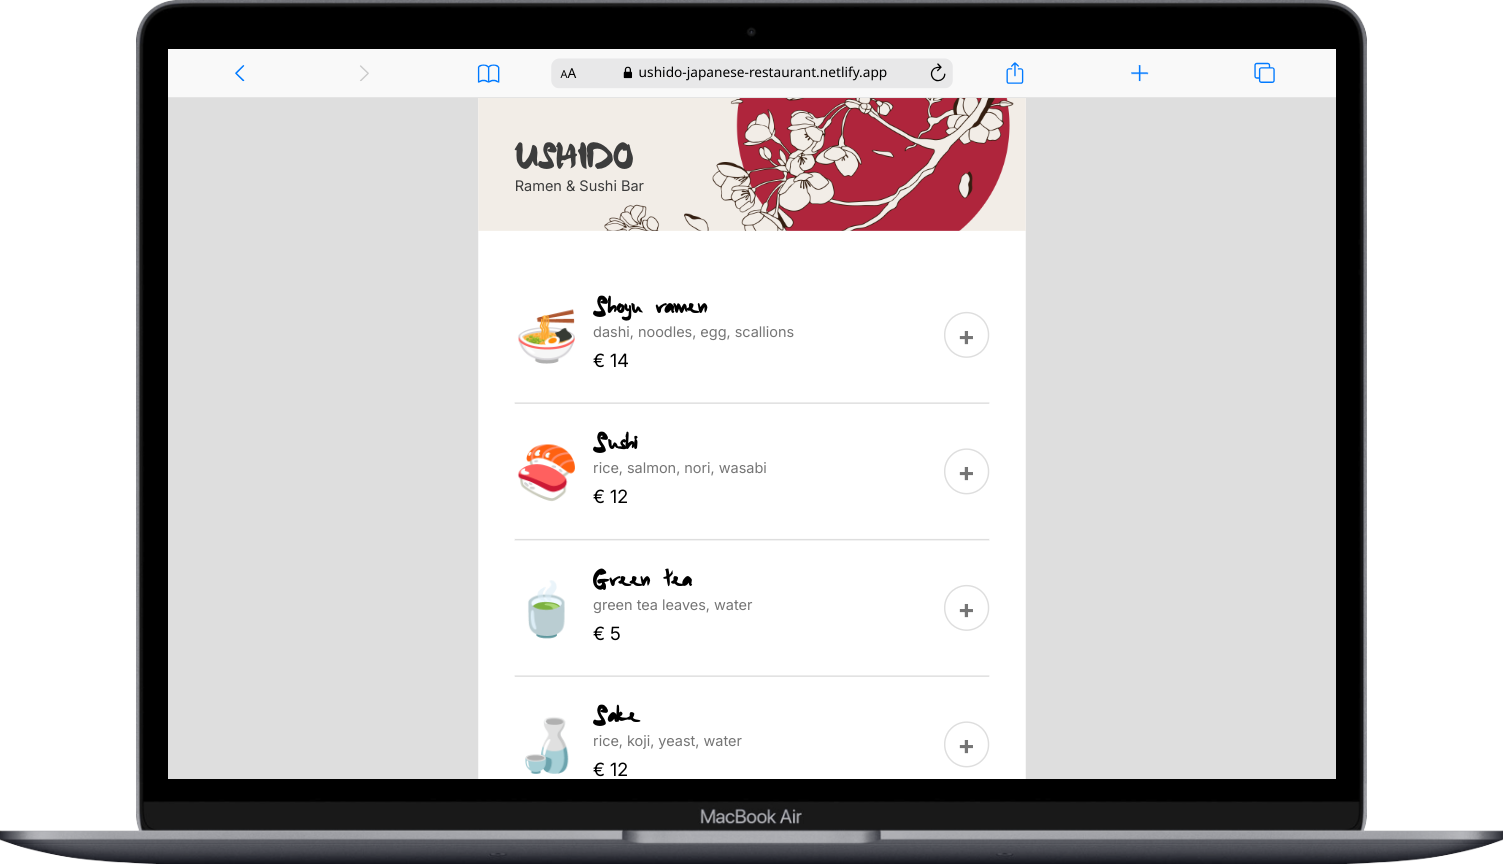 AA ushido-japanese-restaurant.netlify.app
USHIDO
Ramen & Sushi Bar
Shoyu ramen
dashi, noodles, egg, scallions
€ 14
+
Sushi
rice, salmon, nori, wasabi
€ 12
+
Green tea
green tea leaves, water
€ 5
+
Sake
rice, koji, yeast, water
€ 12
+
MacBook Air